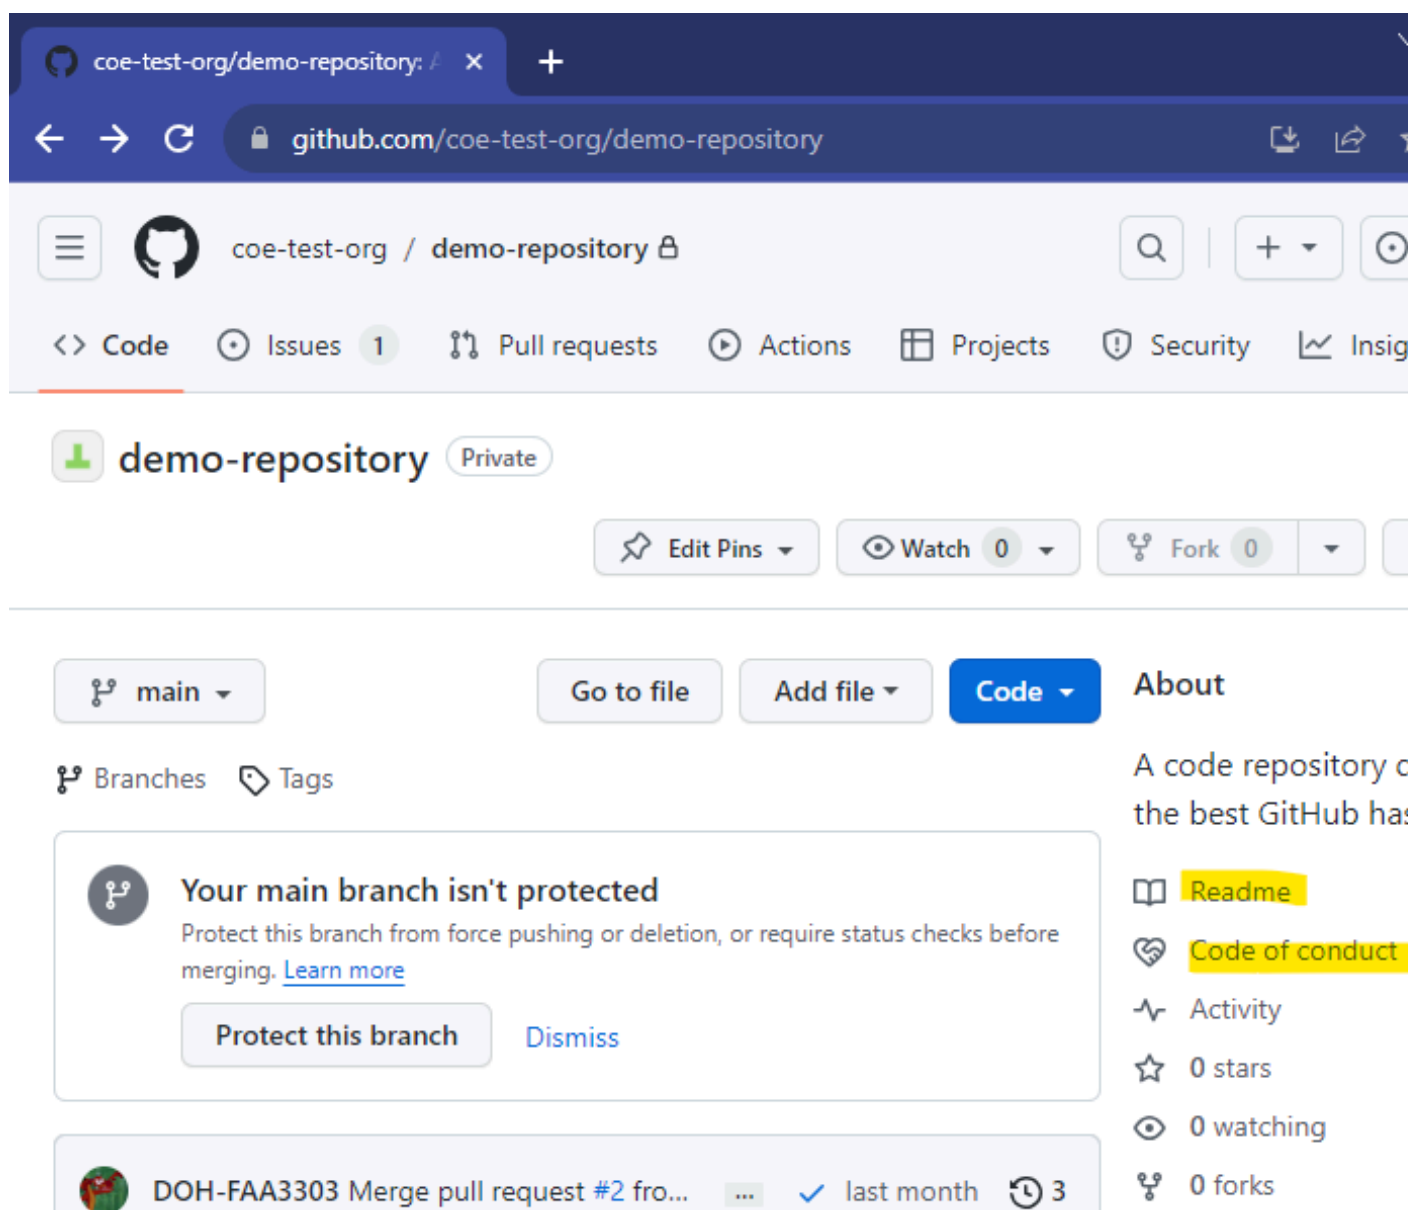 coe-test-org/demo-repository:
github.com/coe-test-org/demo-repository
coe-test-org / demo-repository
Code Issues 1 Pull requests Actions Projects Security Insig
demo-repository Private
Edit Pins Watch 0 Fork 0
main Go to file Add file Code
Branches Tags
Your main branch isn't protected
Protect this branch from force pushing or deletion, or require status checks before
merging. Learn more
Protect this branch Dismiss
DOH-FAA3303 Merge pull request #2 fro... ... last month 3
About
A code repository
the best GitHub has
Readme
Code of conduct
Activity
0 stars
0 watching
0 forks